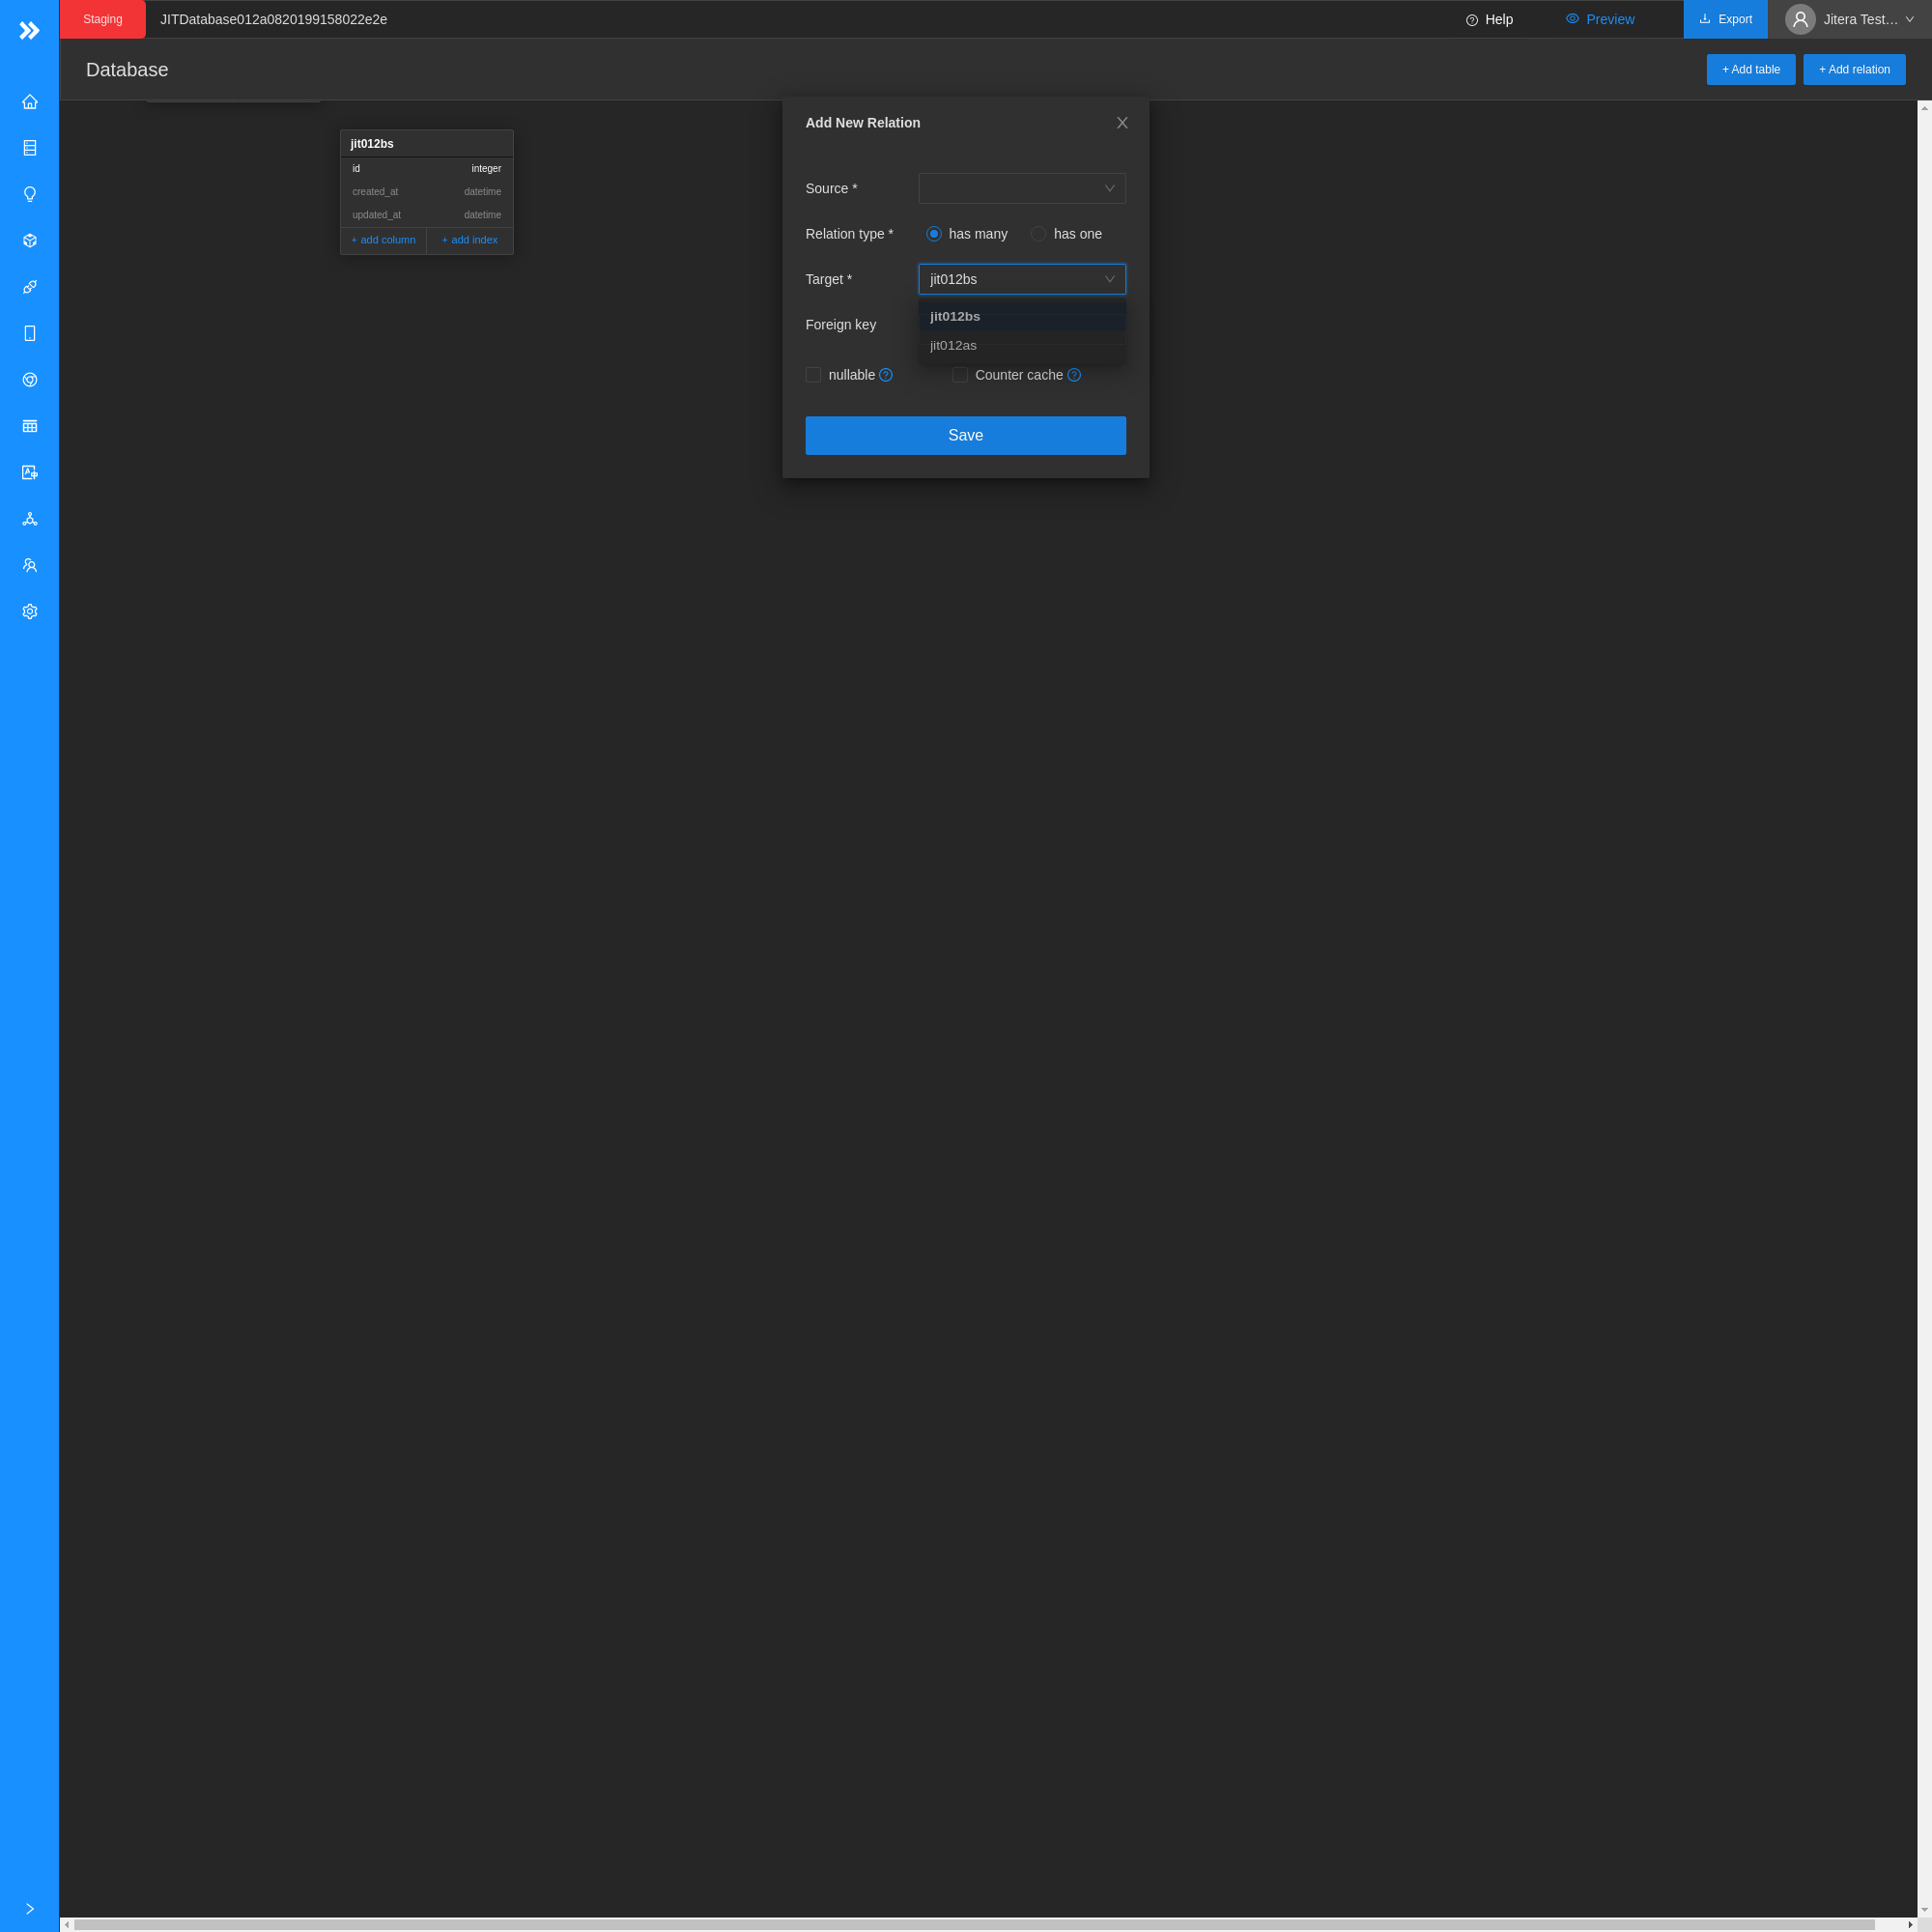 Staging
JITDatabase012a0820199158022e2e
Help
Preview
Export
Jitera Test…
Database
+ Add table
+ Add relation
jit012bs
id integer
created_at datetime
updated_at datetime
+ add column
+ add index
Add New Relation
Source *
Relation type * has many has one
Target * jit012bs
jit012bs
Foreign key
jit012as
nullable
Counter cache
Save